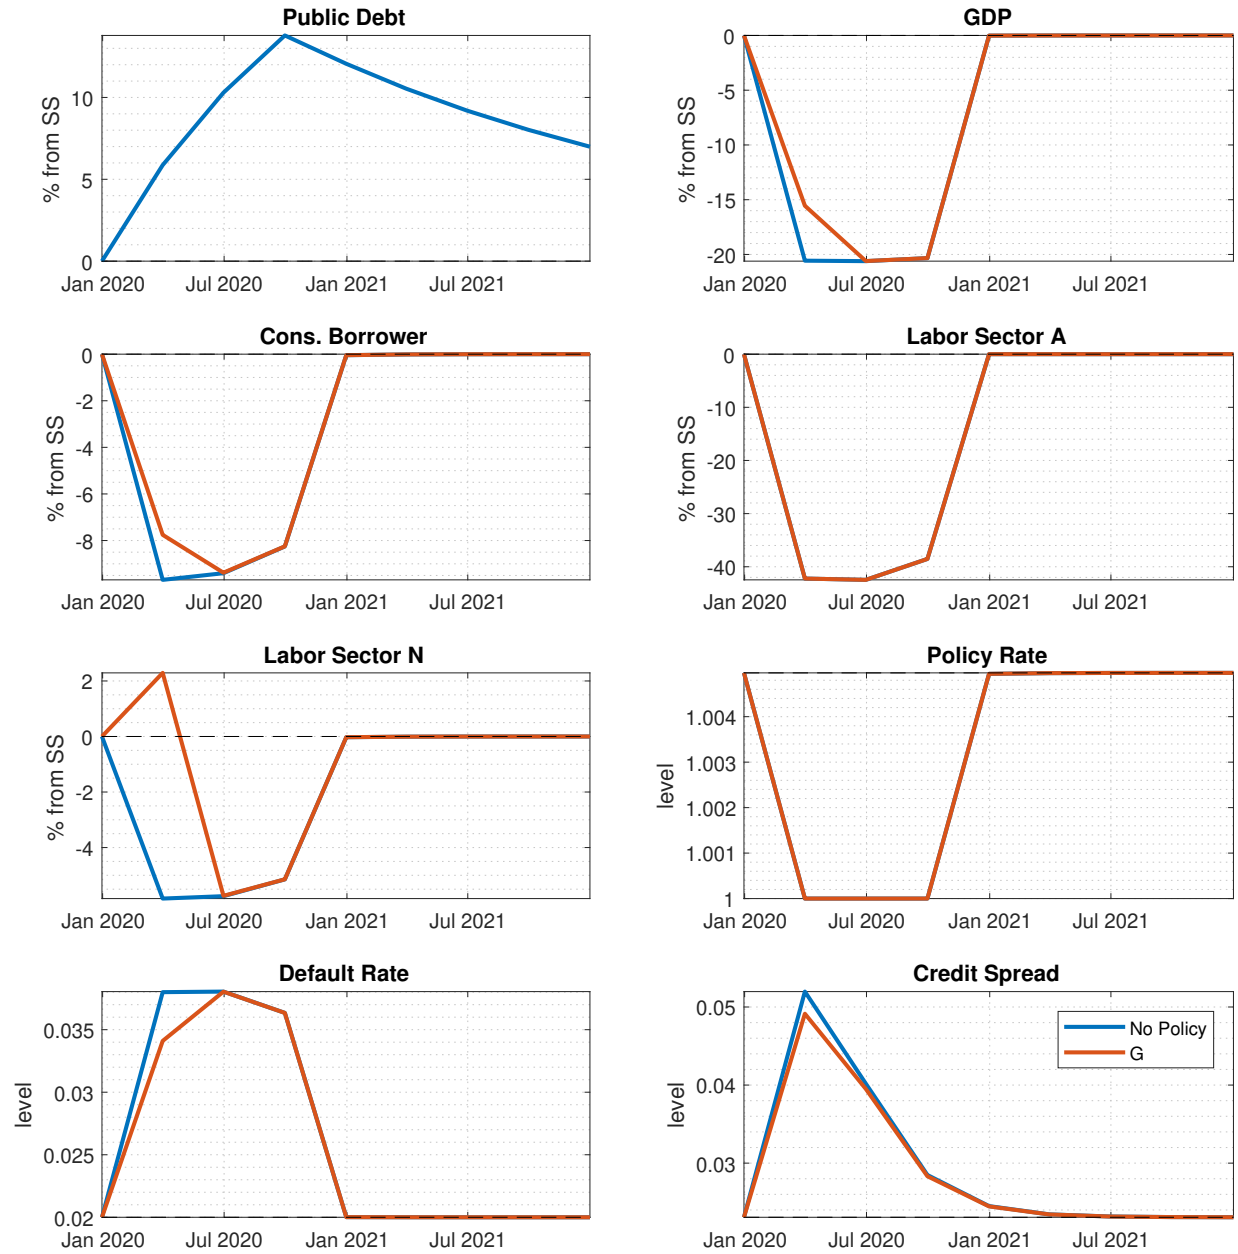 Public Debt
% from SS
10
5
0
Jan 2020 Jul 2020 Jan 2021 Jul 2021
GDP
% from SS
0
-5
-10
-15
-20
Jan 2020 Jul 2020 Jan 2021 Jul 2021
Cons. Borrower
% from SS
0
-2
-4
-6
-8
Jan 2020 Jul 2020 Jan 2021 Jul 2021
Labor Sector A
% from SS
0
-10
-20
-30
-40
Jan 2020 Jul 2020 Jan 2021 Jul 2021
Labor Sector N
% from SS
2
0
-2
-4
Jan 2020 Jul 2020 Jan 2021 Jul 2021
Policy Rate
level
1.004
1.003
1.002
1.001
1
Jan 2020 Jul 2020 Jan 2021 Jul 2021
Default Rate
level
0.035
0.03
0.025
0.02
Jan 2020 Jul 2020 Jan 2021 Jul 2021
Credit Spread
level
0.05
0.04
0.03
No Policy
G
Jan 2020 Jul 2020 Jan 2021 Jul 2021